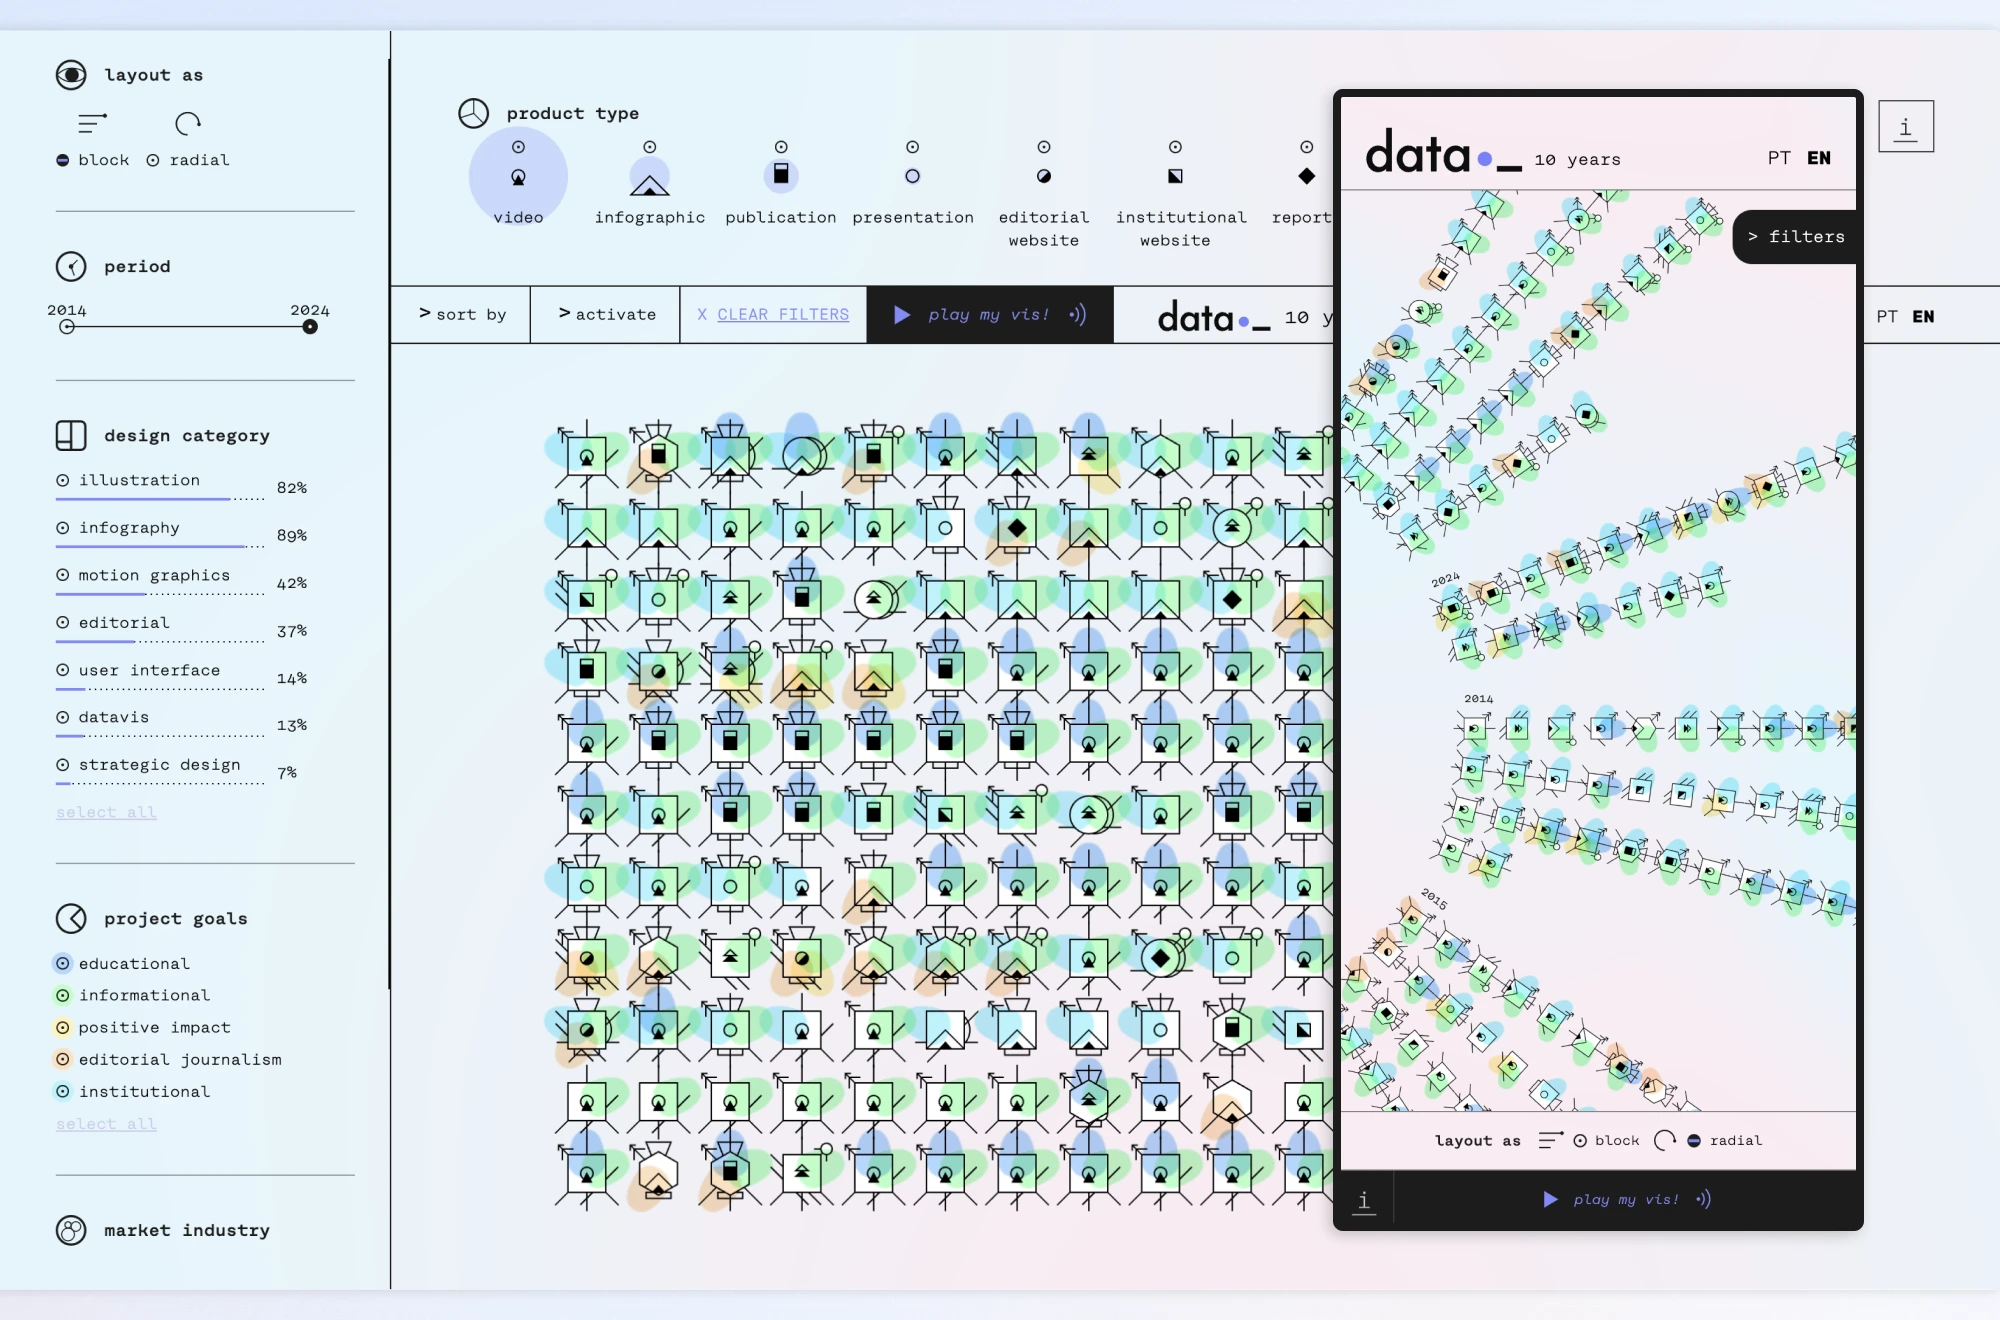 layout as
block radial
period
2014 2024
design category
illustration 82%
infography 89%
motion graphics 42%
editorial 37%
user interface 14%
datavis 13%
strategic design 7%
select all
project goals
educational
informational
positive impact
editorial journalism
institutional
select all
market industry
product type
video infographic publication presentation editorial website institutional website report
> sort by > activate X CLEAR FILTERS play my vis! data 10 y
i
PT EN
data 10 years PT EN
> filters
2024
2014
2015
layout as block radial
i play my vis!